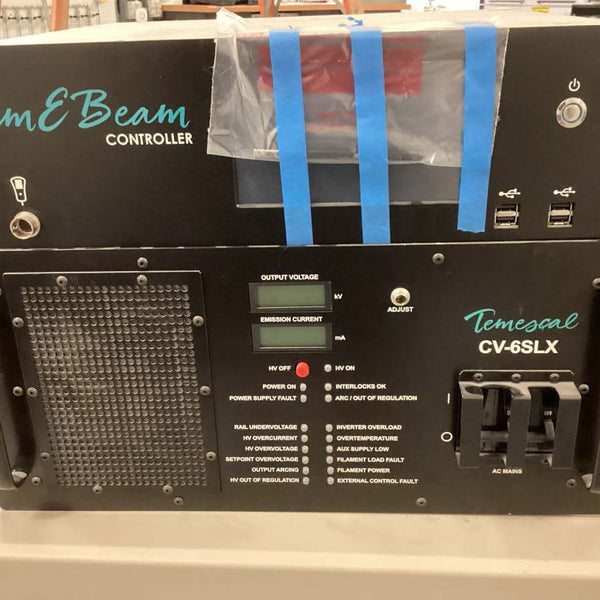 mEBeam
CONTROLLER
OUTPUT VOLTAGE
kV
EMISSION CURRENT
mA
ADJUST
Temescal
CV-6SLX
HV OFF HV ON
POWER ON INTERLOCKS OK
POWER SUPPLY FAULT ARC / OUT OF REGULATION
RAIL UNDERVOLTAGE INVERTER OVERLOAD
HV OVERCURRENT OVERTEMPERATURE
HV OVERVOLTAGE AUX SUPPLY LOW
SETPOINT OVERVOLTAGE FILAMENT LOAD FAULT
OUTPUT ARCING FILAMENT POWER
HV OUT OF REGULATION EXTERNAL CONTROL FAULT
I
O
AC MAINS